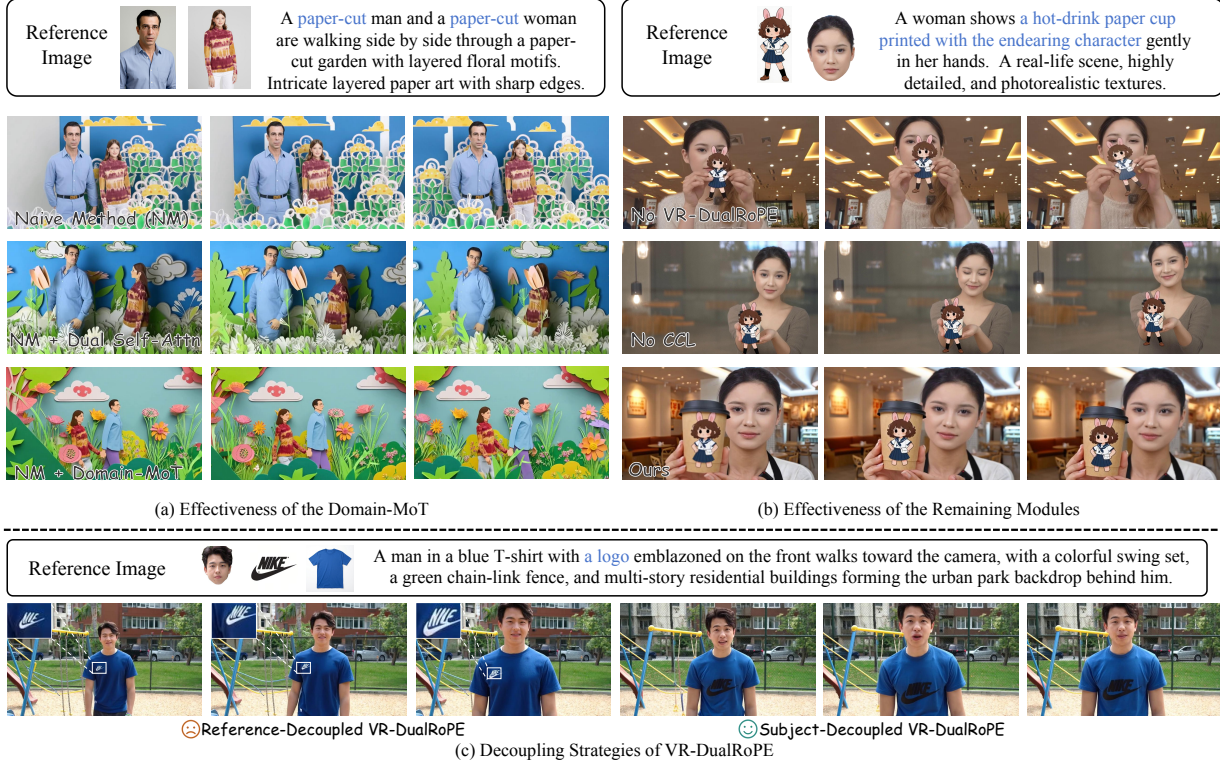 Reference
Image
A paper-cut man and a paper-cut woman
are walking side by side through a paper-
cut garden with layered floral motifs.
Intricate layered paper art with sharp edges.
Reference
Image
A woman shows a hot-drink paper cup
printed with the endearing character gently
in her hands. A real-life scene, highly
detailed, and photorealistic textures.
Naive Method (NM)
NM + Dual Self-Attn
NM + Domain-MoT
No VR-DualRoPE
No CCL
Ours
(a) Effectiveness of the Domain-MoT
(b) Effectiveness of the Remaining Modules
Reference Image
NIKE
A man in a blue T-shirt with a logo emblazoned on the front walks toward the camera, with a colorful swing set,
a green chain-link fence, and multi-story residential buildings forming the urban park backdrop behind him.
NIKE
NIKE
NIKE
Reference-Decoupled VR-DualRoPE
Subject-Decoupled VR-DualRoPE
(c) Decoupling Strategies of VR-DualRoPE